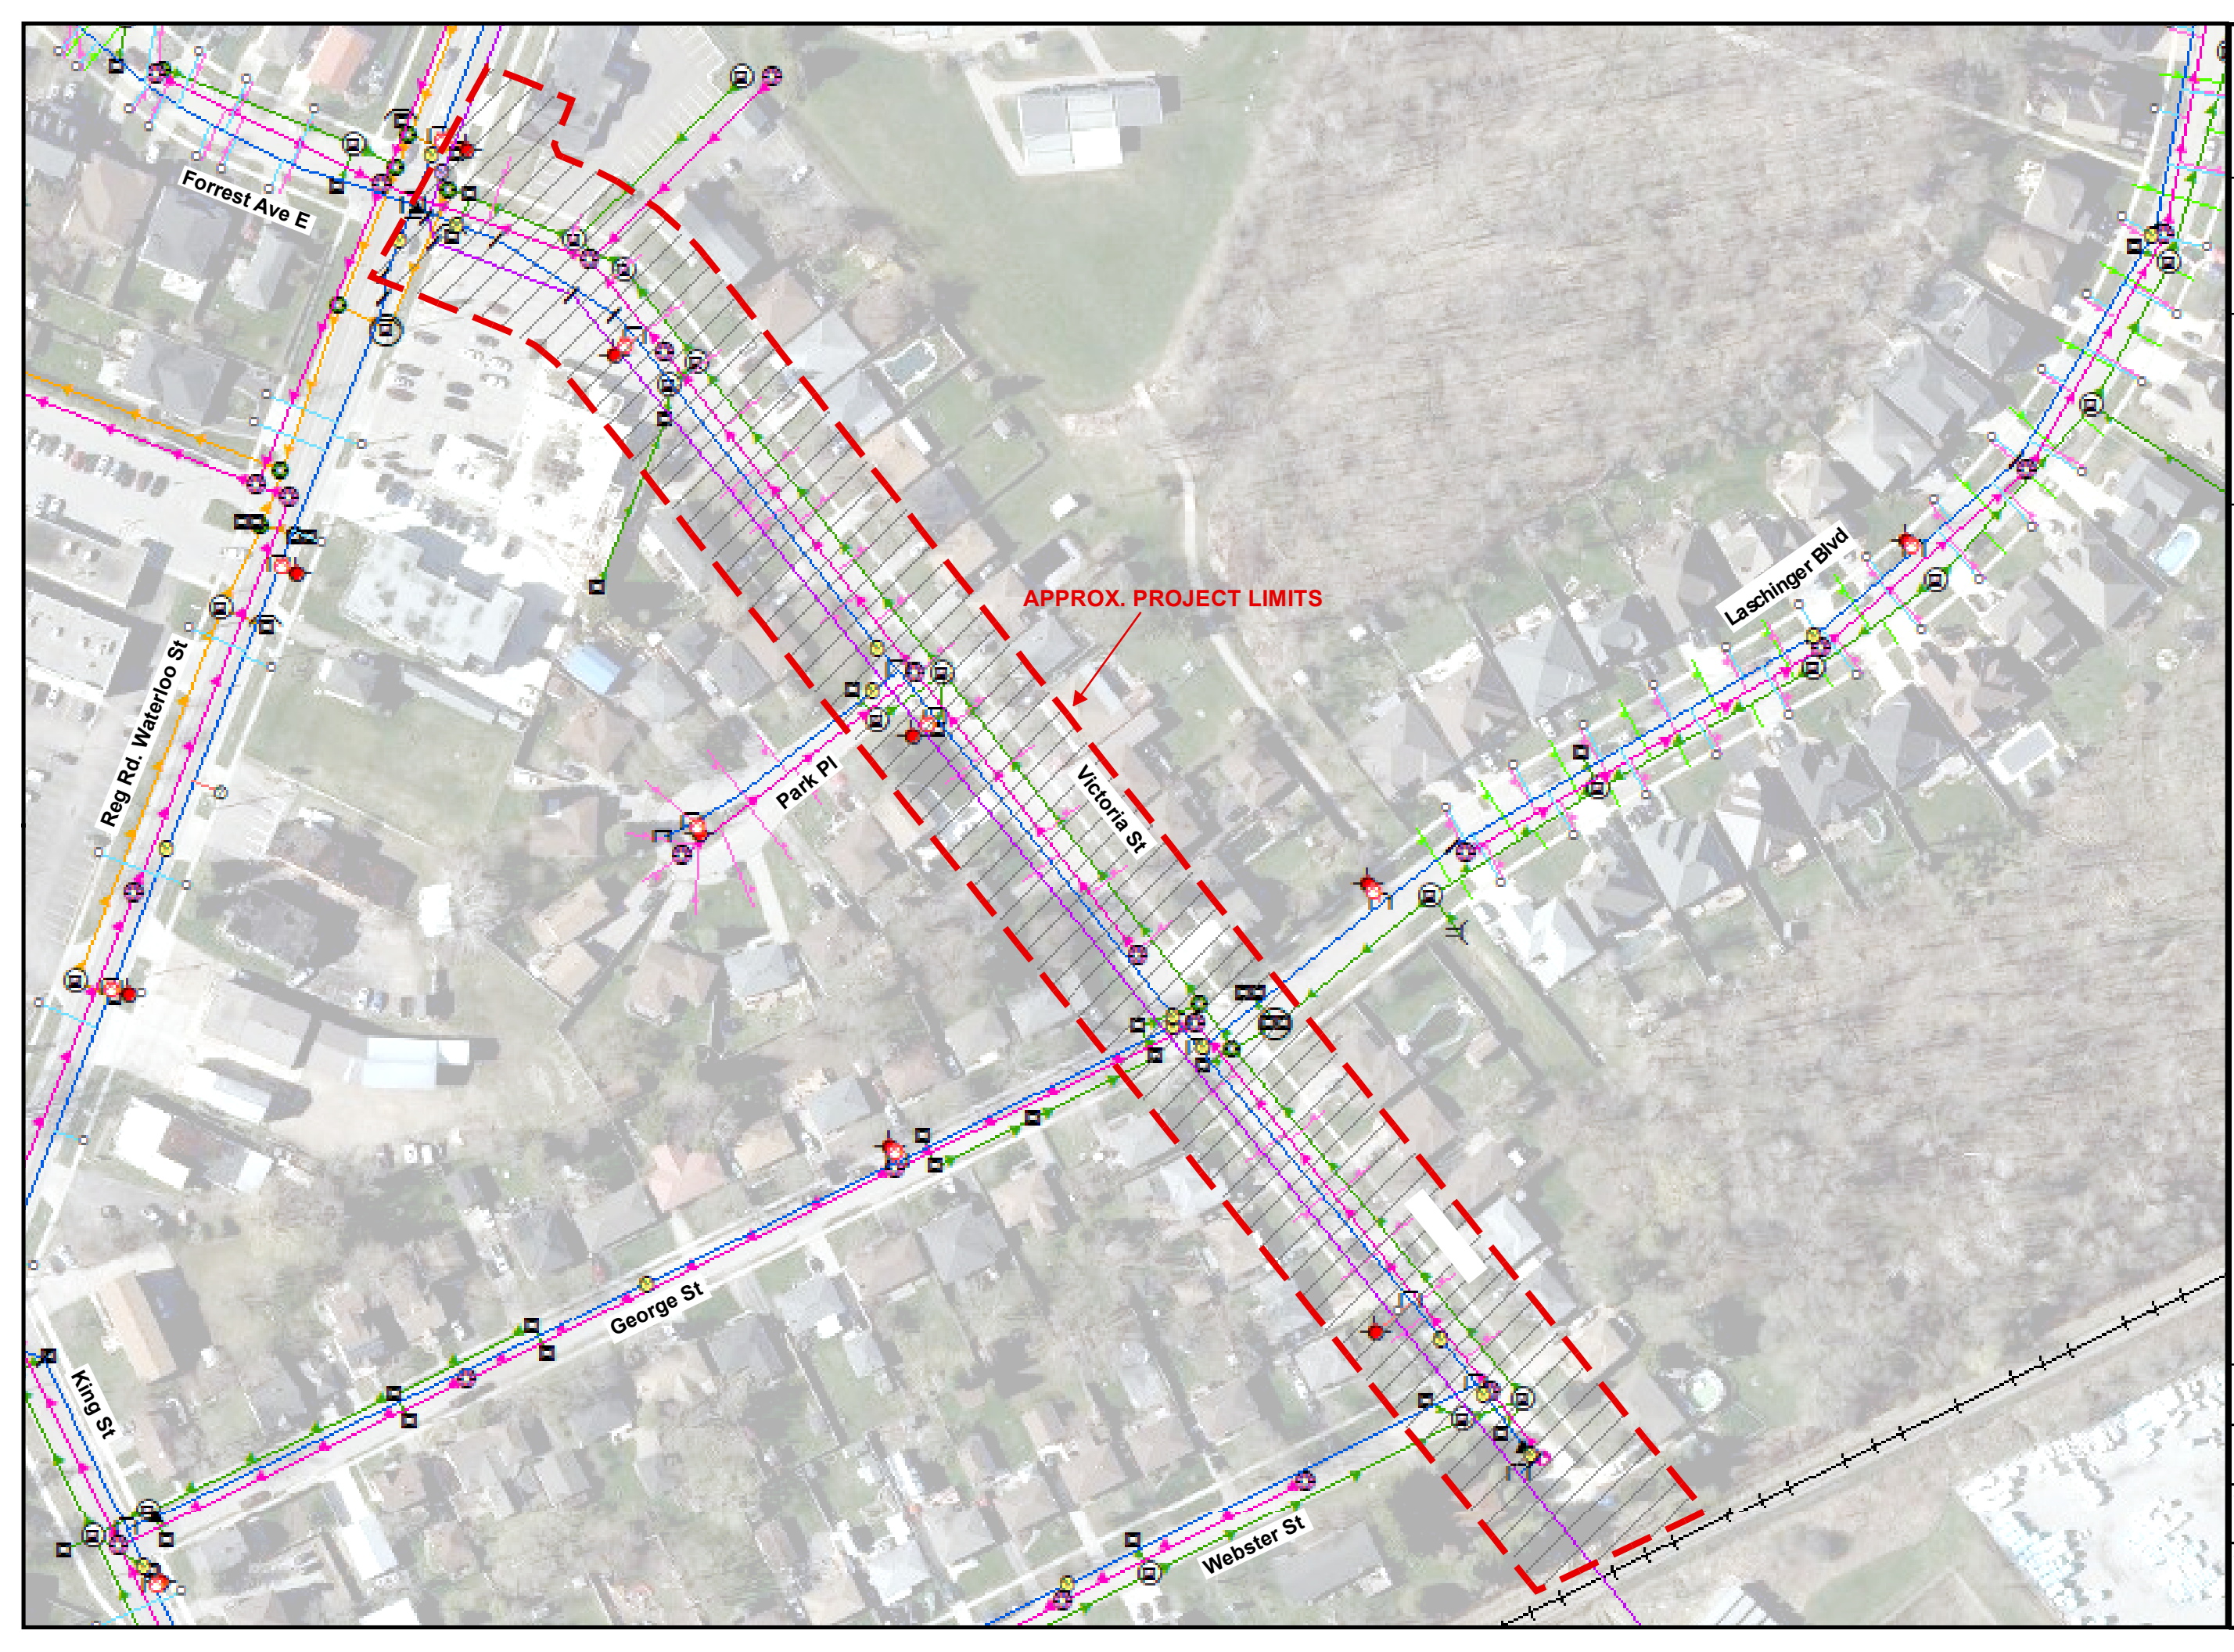 Forrest Ave E
APPROX. PROJECT LIMITS
Laschinger Blvd
Reg Rd. Waterloo St
Park Pl
Victoria St
George St
King St
Webster St